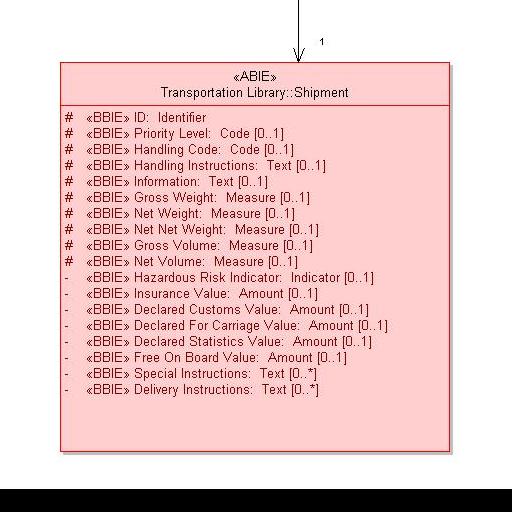 1
«ABIE»
Transportation Library::Shipment
# «BBIE» ID: Identifier
# «BBIE» Priority Level: Code [0..1]
# «BBIE» Handling Code: Code [0..1]
# «BBIE» Handling Instructions: Text [0..1]
# «BBIE» Information: Text [0..1]
# «BBIE» Gross Weight: Measure [0..1]
# «BBIE» Net Weight: Measure [0..1]
# «BBIE» Net Net Weight: Measure [0..1]
# «BBIE» Gross Volume: Measure [0..1]
# «BBIE» Net Volume: Measure [0..1]
- «BBIE» Hazardous Risk Indicator: Indicator [0..1]
- «BBIE» Insurance Value: Amount [0..1]
- «BBIE» Declared Customs Value: Amount [0..1]
- «BBIE» Declared For Carriage Value: Amount [0..1]
- «BBIE» Declared Statistics Value: Amount [0..1]
- «BBIE» Free On Board Value: Amount [0..1]
- «BBIE» Special Instructions: Text [0..*]
- «BBIE» Delivery Instructions: Text [0..*]